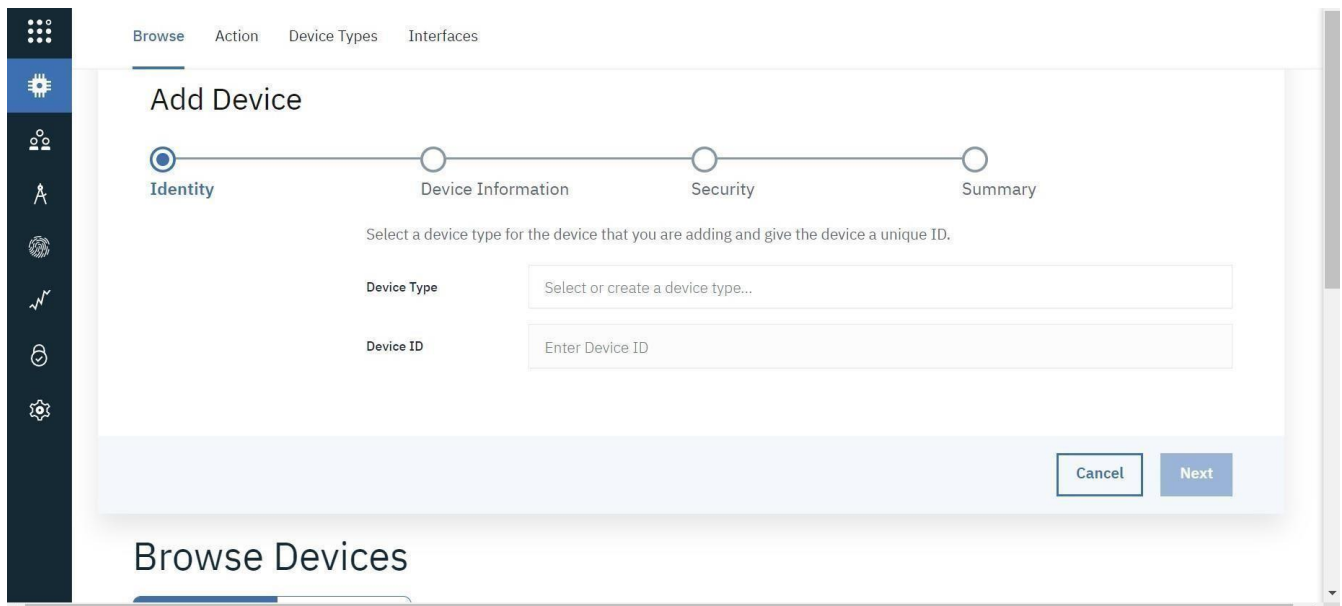 Browse Action Device Types Interfaces
Add Device
Identity Device Information Security Summary
Select a device type for the device that you are adding and give the device a unique ID.
Device Type Select or create a device type...
Device ID Enter Device ID
Cancel Next
Browse Devices